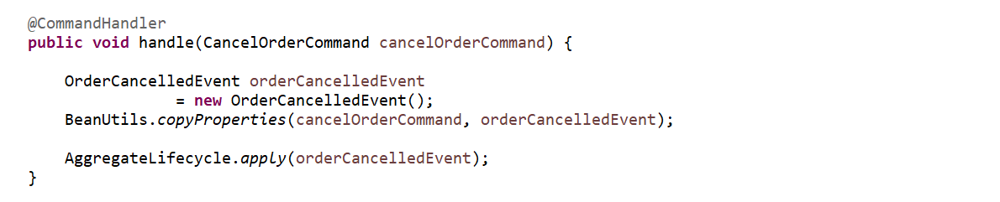 @CommandHandler
public void handle(CancelOrderCommand cancelOrderCommand) {
OrderCancelledEvent orderCancelledEvent
= new OrderCancelledEvent();
BeanUtils.copyProperties(cancelOrderCommand, orderCancelledEvent);
AggregateLifecycle.apply(orderCancelledEvent);
}